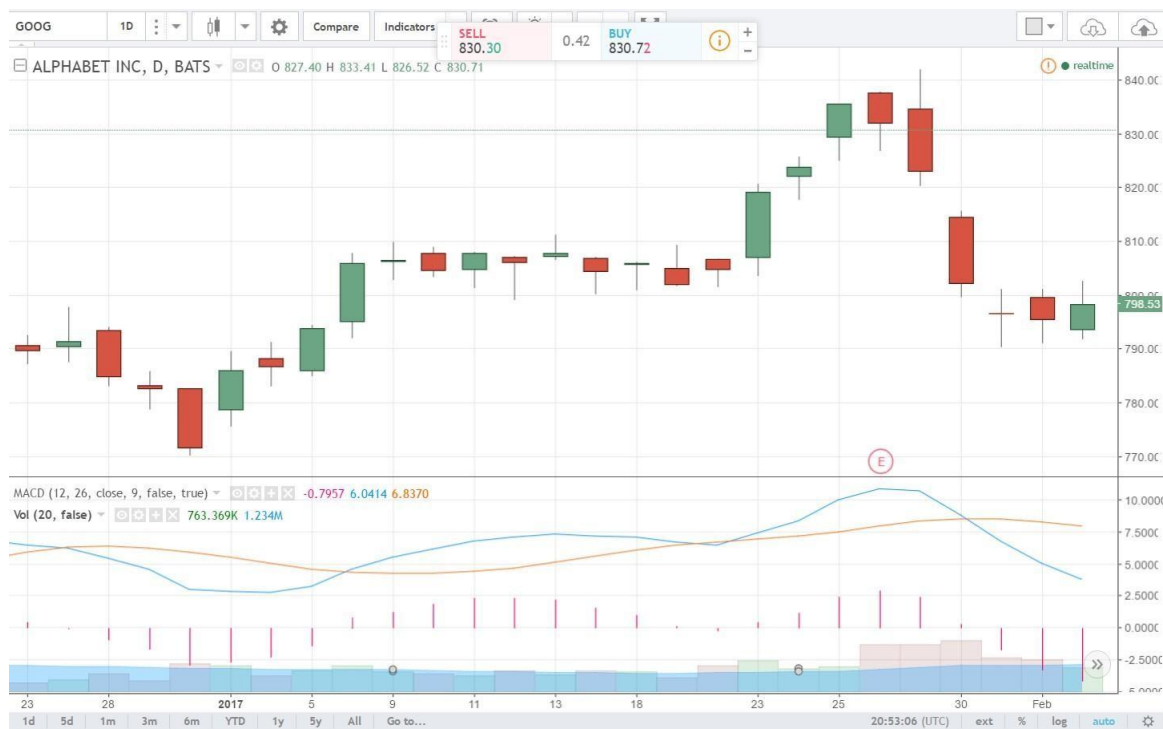 GOOG 1D Compare Indicators
SELL 830.30 0.42 BUY 830.72 + −
ALPHABET INC, D, BATS O 827.40 H 833.41 L 826.52 C 830.71
realtime
840.00
830.00
820.00
810.00
798.53
790.00
780.00
770.00
E
MACD (12, 26, close, 9, false, true) -0.7957 6.0414 6.8370
Vol (20, false) 763.369K 1.234M
10.0000
7.5000
5.0000
2.5000
0.0000
-2.5000
-5.0000
23 28 2017 5 9 11 13 18 23 25 30 Feb
1d 5d 1m 3m 6m YTD 1y 5y All Go to... 20:53:06 (UTC) ext % log auto